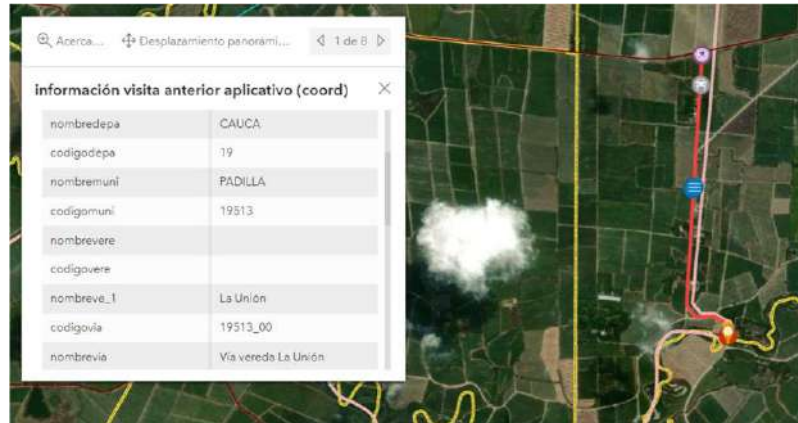 Acerca... Desplazamiento panorámi... 1 de 8
información visita anterior aplicativo (coord)
nombredepa CAUCA
codigodepa 19
nombremuni PADILLA
codigomuni 19513
nombrevere
codigovere
nombreve_1 La Unión
codigovia 19513_00
nombrevia Vía vereda La Unión